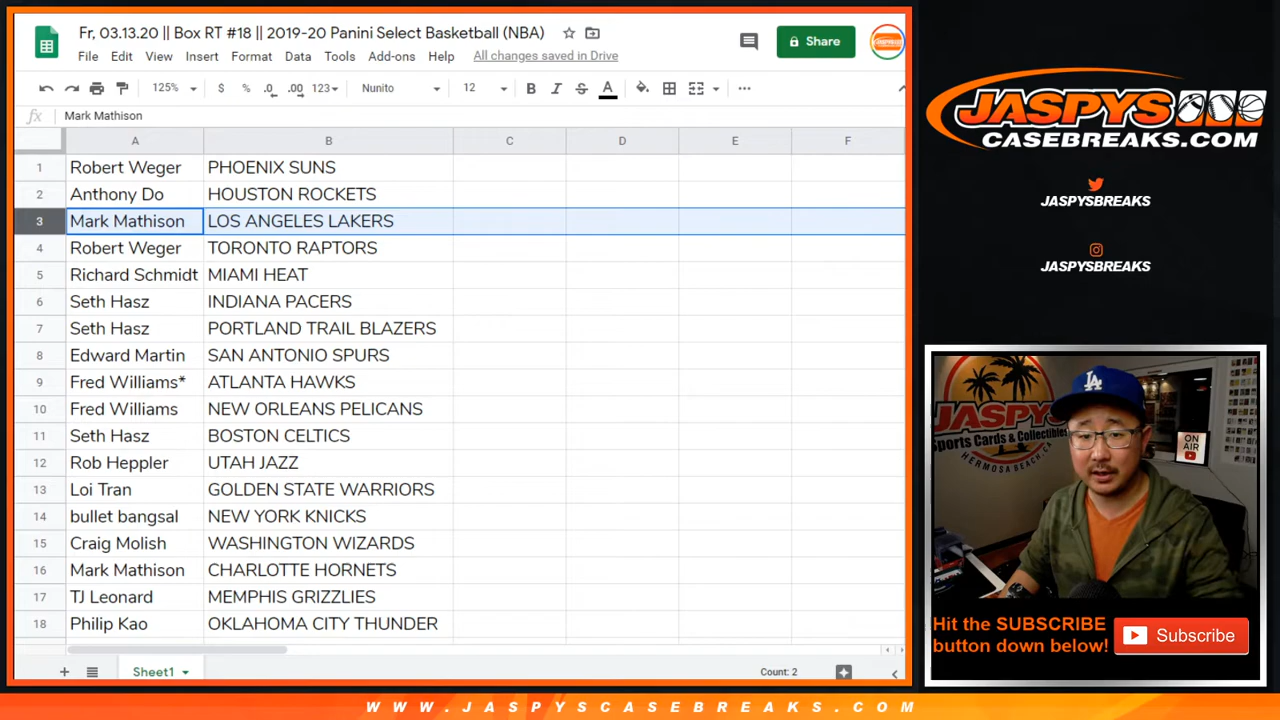 Fr, 03.13.20 || Box RT #18 || 2019-20 Panini Select Basketball (NBA)
File Edit View Insert Format Data Tools Add-ons Help All changes saved in Drive
Share
125% $ % .0 .00 123 Nunito 12 B I S A
fx Mark Mathison
A B C D E F
1 Robert Weger PHOENIX SUNS
2 Anthony Do HOUSTON ROCKETS
3 Mark Mathison LOS ANGELES LAKERS
4 Robert Weger TORONTO RAPTORS
5 Richard Schmidt MIAMI HEAT
6 Seth Hasz INDIANA PACERS
7 Seth Hasz PORTLAND TRAIL BLAZERS
8 Edward Martin SAN ANTONIO SPURS
9 Fred Williams* ATLANTA HAWKS
10 Fred Williams NEW ORLEANS PELICANS
11 Seth Hasz BOSTON CELTICS
12 Rob Heppler UTAH JAZZ
13 Loi Tran GOLDEN STATE WARRIORS
14 bullet bangsal NEW YORK KNICKS
15 Craig Molish WASHINGTON WIZARDS
16 Mark Mathison CHARLOTTE HORNETS
17 TJ Leonard MEMPHIS GRIZZLIES
18 Philip Kao OKLAHOMA CITY THUNDER
Sheet1
Count: 2
JASPYS
CASEBREAKS.COM
JASPYSBREAKS
JASPYSBREAKS
JASPYS
Sports Cards & Collectibles
HERMOSA BEACH, CA
LA
ON AIR
Hit the SUBSCRIBE
button down below!
Subscribe
WWW.JASPYSCASEBREAKS.COM